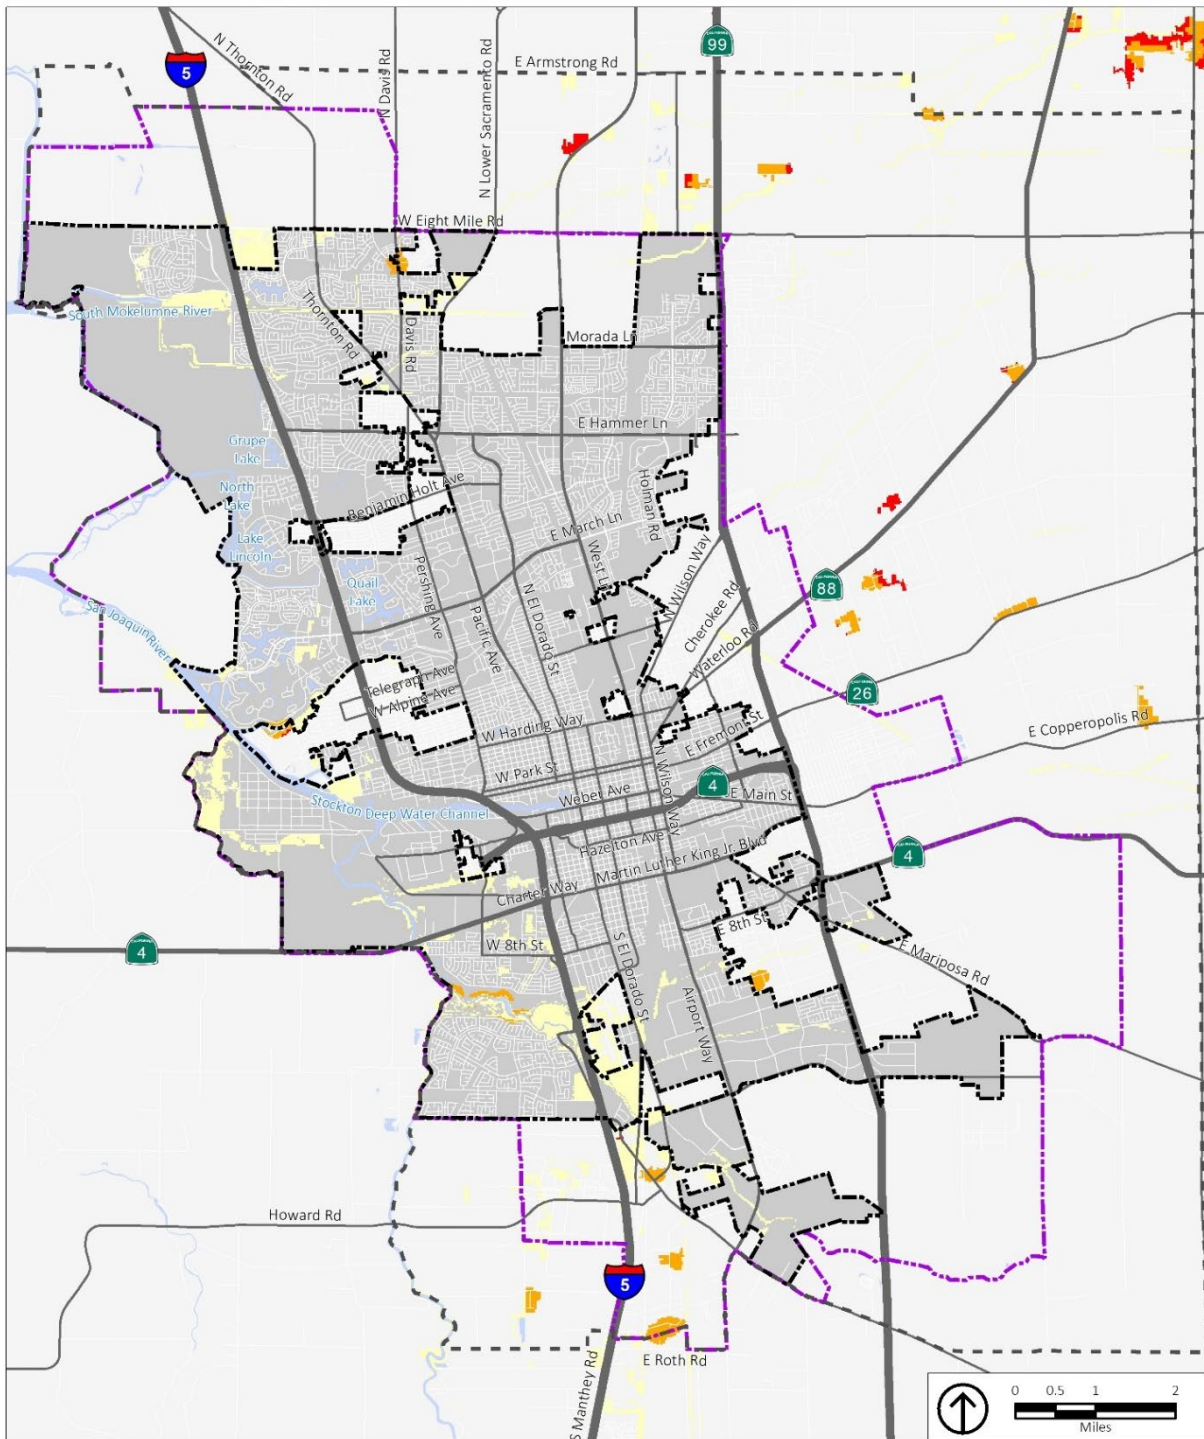 CALIFORNIA
99
5
N Thornton Rd
N Davis Rd
N Lower Sacramento Rd
E Armstrong Rd
W Eight Mile Rd
South Mokelumne River
Thornton Rd
Davis Rd
Morada Ln
E Hammer Ln
Grupe
Lake
North
Lake
Benjamin Holt Ave
Holman Rd
Lake
Lincoln
E March Ln
West Ln
Quail
Lake
Pershing Ave
Pacific Ave
N El Dorado St
N Wilson Way
Cherokee Rd
Waterloo Rd
CALIFORNIA
88
San Joaquin River
Telegraph Ave
W Alpine Ave
CALIFORNIA
26
W Harding Way
E Fremont St
E Copperopolis Rd
W Park St
N Wilson Way
CALIFORNIA
4
Weber Ave
E Main St
Stockton Deep Water Channel
Hazelton Ave
Martin Luther King Jr. Blvd
CALIFORNIA
4
Charter Way
E 8th St
W 8th St
CALIFORNIA
4
S El Dorado St
E Mariposa Rd
Airport Way
Howard Rd
5
E Roth Rd
S Manthey Rd
0 0.5 1 2
Miles